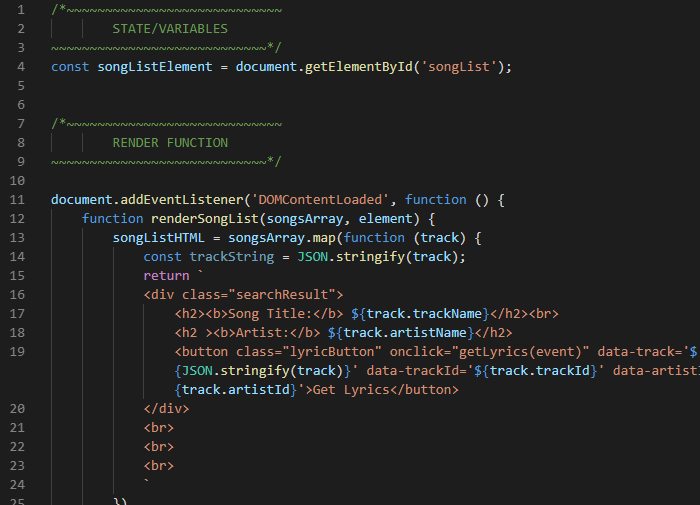 1 /*~~~~~~~~~~~~~~~~~~~~~~~~~~~~
2 STATE/VARIABLES
3 ~~~~~~~~~~~~~~~~~~~~~~~~~~~~*/
4 const songListElement = document.getElementById('songList');
5
6
7 /*~~~~~~~~~~~~~~~~~~~~~~~~~~~~
8 RENDER FUNCTION
9 ~~~~~~~~~~~~~~~~~~~~~~~~~~~~*/
10
11 document.addEventListener('DOMContentLoaded', function () {
12 function renderSongList(songsArray, element) {
13 songListHTML = songsArray.map(function (track) {
14 const trackString = JSON.stringify(track);
15 return `
16 <div class="searchResult">
17 <h2><b>Song Title:</b> ${track.trackName}</h2><br>
18 <h2 ><b>Artist:</b> ${track.artistName}</h2>
19 <button class="lyricButton" onclick="getLyrics(event)" data-track='$
{JSON.stringify(track)}' data-trackId='${track.trackId}' data-artistI
{track.artistId}'>Get Lyrics</button>
20 </div>
21 <br>
22 <br>
23 <br>
24 `
25 })